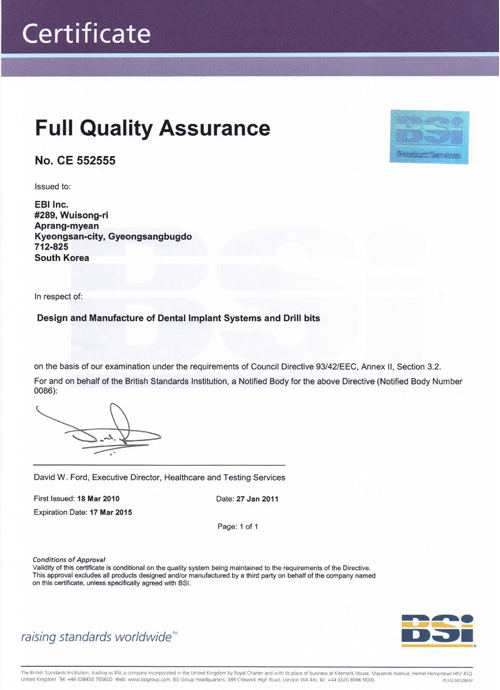 Certificate
Full Quality Assurance
BSi
No. CE 552555
Issued to:
EBI Inc.
#289, Wuisong-ri
Aprang-myean
Kyeongsan-city, Gyeongsangbugdo
712-825
South Korea
In respect of:
Design and Manufacture of Dental Implant Systems and Drill bits
on the basis of our examination under the requirements of Council Directive 93/42/EEC, Annex II, Section 3.2.
For and on behalf of the British Standards Institution, a Notified Body for the above Directive (Notified Body Number
0086):
David W. Ford, Executive Director, Healthcare and Testing Services
First Issued: 18 Mar 2010 Date: 27 Jan 2011
Expiration Date: 17 Mar 2015
Page: 1 of 1
Conditions of Approval
Validity of this certificate is conditional on the quality system being maintained to the requirements of the Directive.
This approval excludes all products designed and/or manufactured by a third party on behalf of the company named
on this certificate, unless specifically agreed with BSI.
BSi
raising standards worldwide™
The British Standards Institution, trading as BSI, a company incorporated in the United Kingdom by Royal Charter and with its place of business at Kitemark House, Maylands Avenue, Hemel Hempstead HP2 4SQ
United Kingdom Tel: +44 (0)8450 765600 Web: www.bsigroup.com. BSI Group Headquarters: 389 Chiswick High Road, London W4 4AL Tel: +44 (0)20 8996 9000.